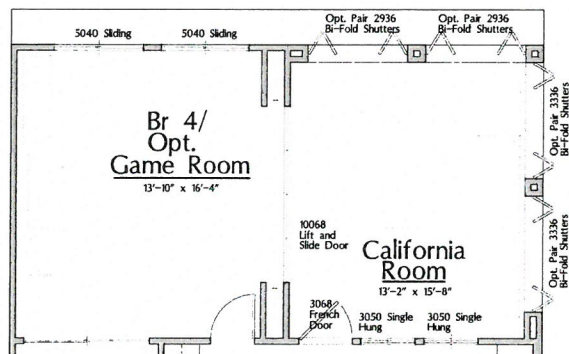 5040 Sliding
5040 Sliding
Opt. Pair 2936
Bi-Fold Shutters
Opt. Pair 2936
Bi-Fold Shutters
Opt. Pair 3336
Bi-Fold Shutters
Br 4/
Opt.
Game Room
13'-10" x 16'-4"
10068
Lift and
Slide Door
California
Room
13'-2" x 15'-8"
Opt. Pair 3336
Bi-Fold Shutters
3068
French
Door
3050 Single
Hung
3050 Single
Hung